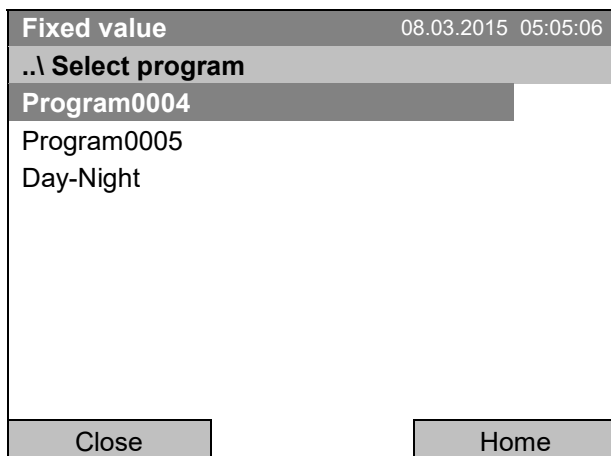 Fixed value 08.03.2015 05:05:06
..\ Select program
Program0004
Program0005
Day-Night
Close Home